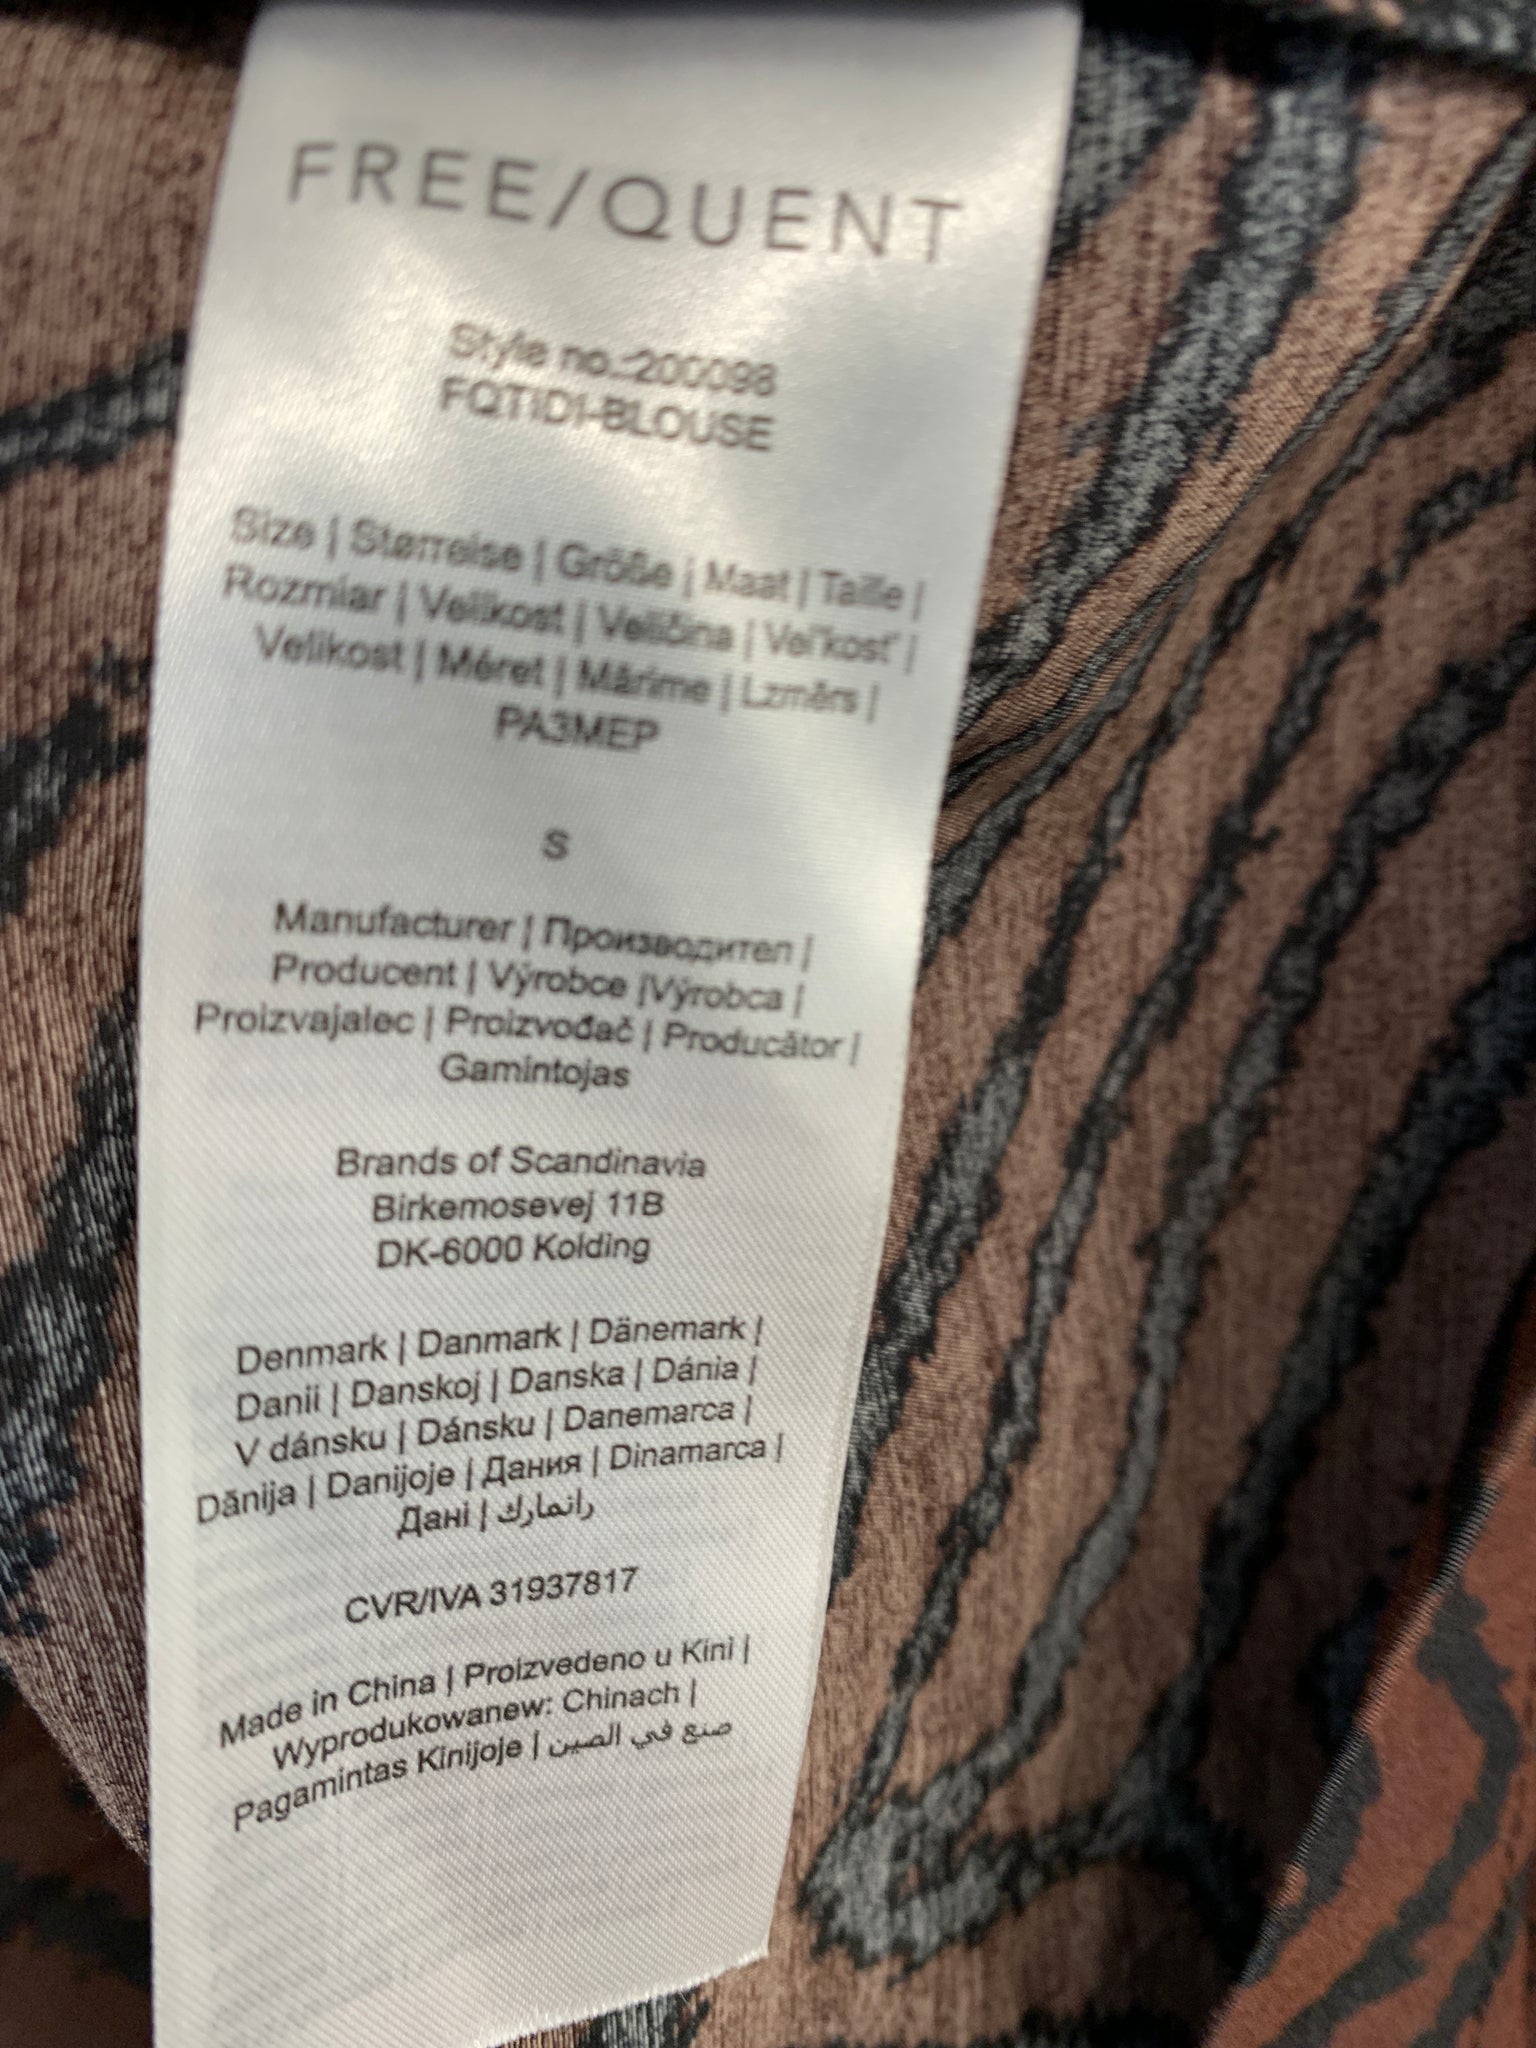 FREE/QUENT
Style no.:200098
FQTIDI-BLOUSE
Size | Størrelse | Größe | Maat | Taille |
Rozmiar | Velikost | Veličina | Veľkosť |
Velikost | Méret | Mărime | Lzmērs |
РАЗМЕР
S
Manufacturer | Производител |
Producent | Výrobce |Výrobca |
Proizvajalec | Proizvođač | Producător |
Gamintojas
Brands of Scandinavia
Birkemosevej 11B
DK-6000 Kolding
Denmark | Danmark | Dänemark |
Danii | Danskoj | Danska | Dánia |
V dánsku | Dánsku | Danemarca |
Dānija | Danijoje | Дания | Dinamarca |
Дані | رانمارك
CVR/IVA 31937817
Made in China | Proizvedeno u Kini |
Wyprodukowanew: Chinach |
Pagamintas Kinijoje | صنع في الصين